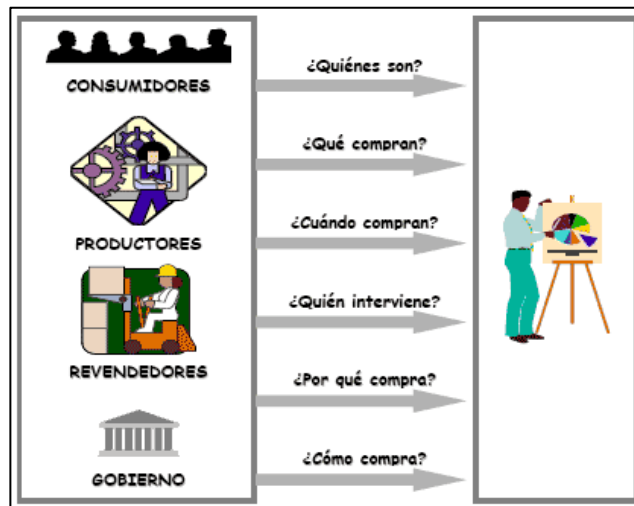 CONSUMIDORES
PRODUCTORES
REVENDEDORES
GOBIERNO
¿Quiénes son?
¿Qué compran?
¿Cuándo compran?
¿Quién interviene?
¿Por qué compra?
¿Cómo compra?